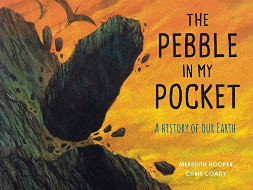 THE
PEBBLE
IN MY
POCKET
A HISTORY OF OUR EARTH
MEREDITH HOOPER
CHRIS COADY